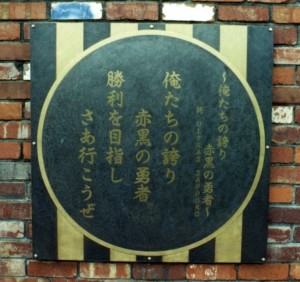 ～俺たちの誇り
赤黒の勇者～
俺たちの誇り
赤黒の勇者
勝利を目指し
さあ行こうぜ